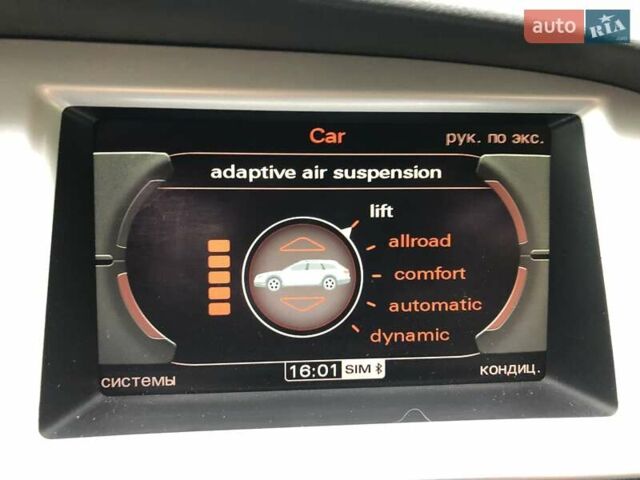 auto RIA
Car
рук. по экс.
adaptive air suspension
lift
allroad
comfort
automatic
dynamic
системы
16:01 SIM
кондиц.